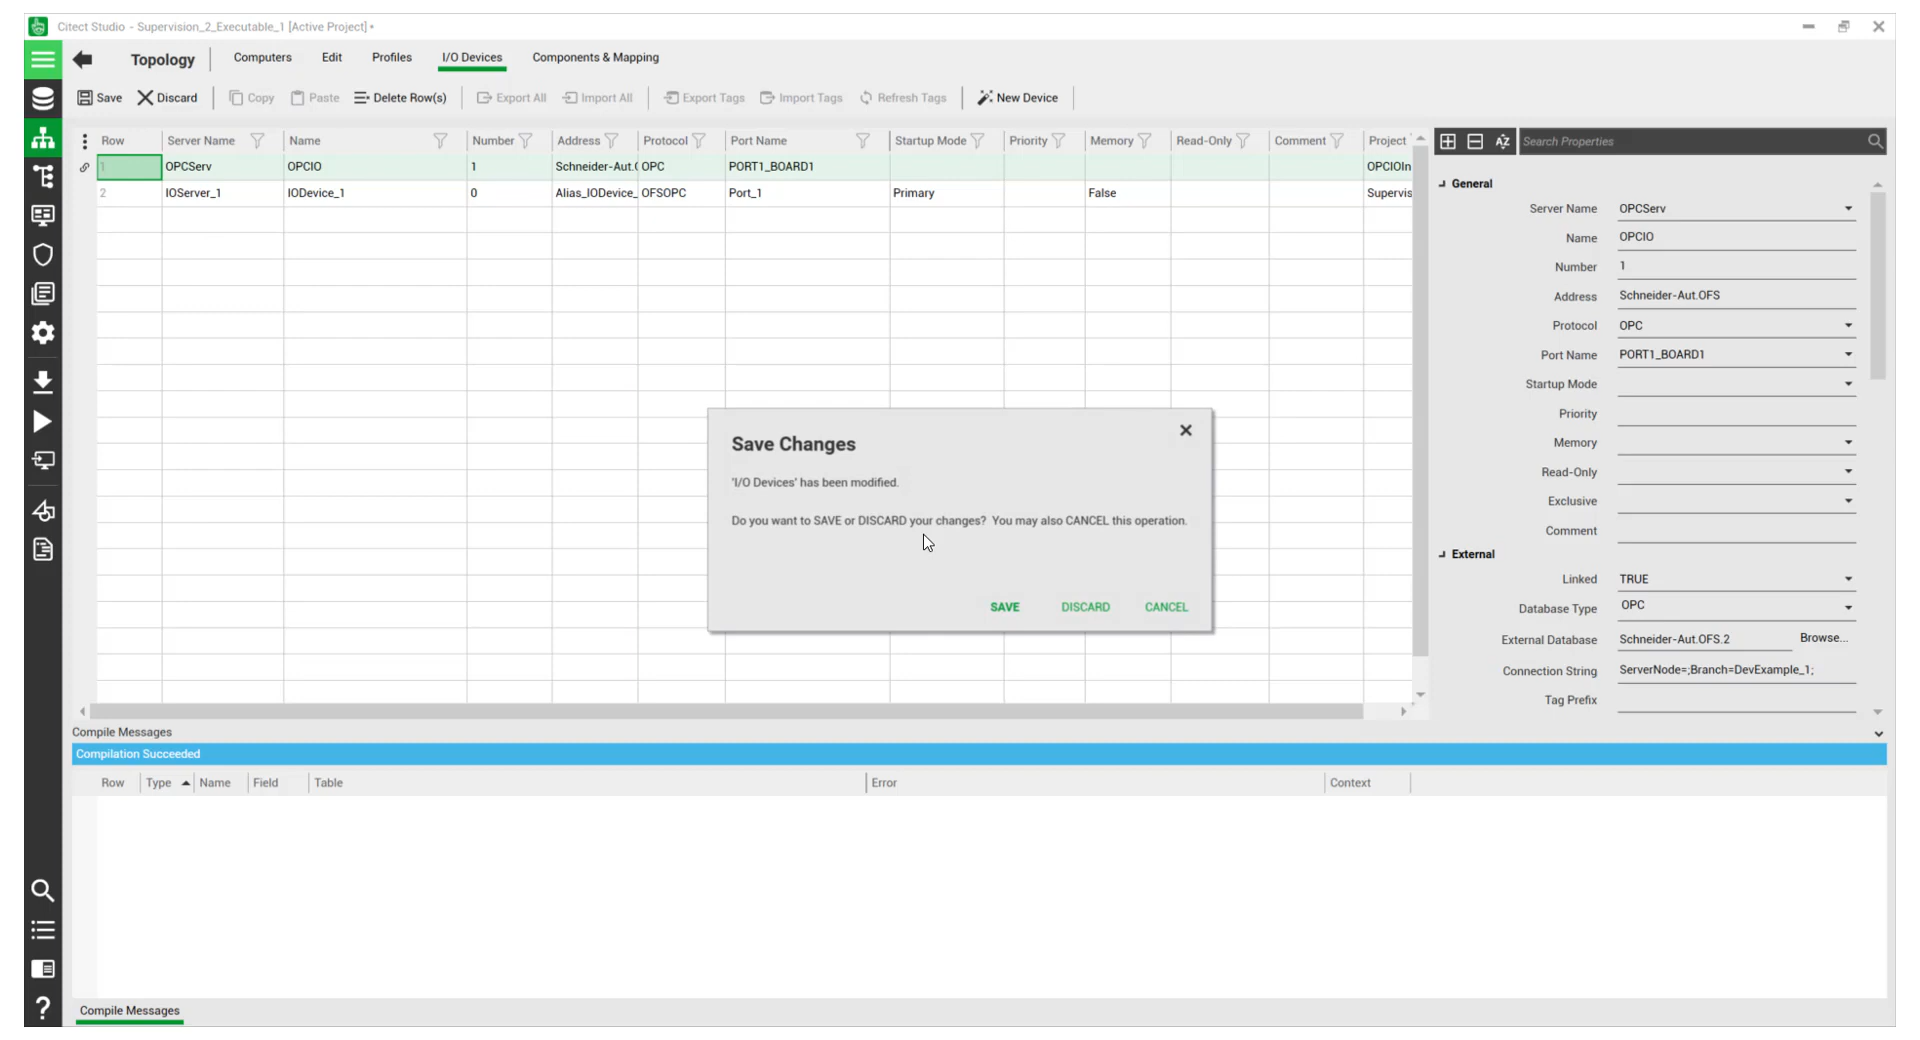 Citect Studio - Supervision_2_Executable_1 [Active Project] •
Topology Computers Edit Profiles I/O Devices Components & Mapping
Save Discard Copy Paste Delete Row(s) Export All Import All Export Tags Import Tags Refresh Tags New Device
Row Server Name Name Number Address Protocol Port Name Startup Mode Priority Memory Read-Only Comment Project
1 OPCServ OPCIO 1 Schneider-Aut.( OPC PORT1_BOARD1 OPCIOIn
2 IOServer_1 IODevice_1 0 Alias_IODevice_ OFSOPC Port_1 Primary False Supervis
Save Changes
'I/O Devices' has been modified.
Do you want to SAVE or DISCARD your changes? You may also CANCEL this operation.
SAVE DISCARD CANCEL
AZ Search Properties
General
Server Name OPCServ
Name OPCIO
Number 1
Address Schneider-Aut.OFS
Protocol OPC
Port Name PORT1_BOARD1
Startup Mode
Priority
Memory
Read-Only
Exclusive
Comment
External
Linked TRUE
Database Type OPC
External Database Schneider-Aut.OFS.2 Browse...
Connection String ServerNode=;Branch=DevExample_1;
Tag Prefix
Compile Messages
Compilation Succeeded
Row Type Name Field Table Error Context
?
Compile Messages